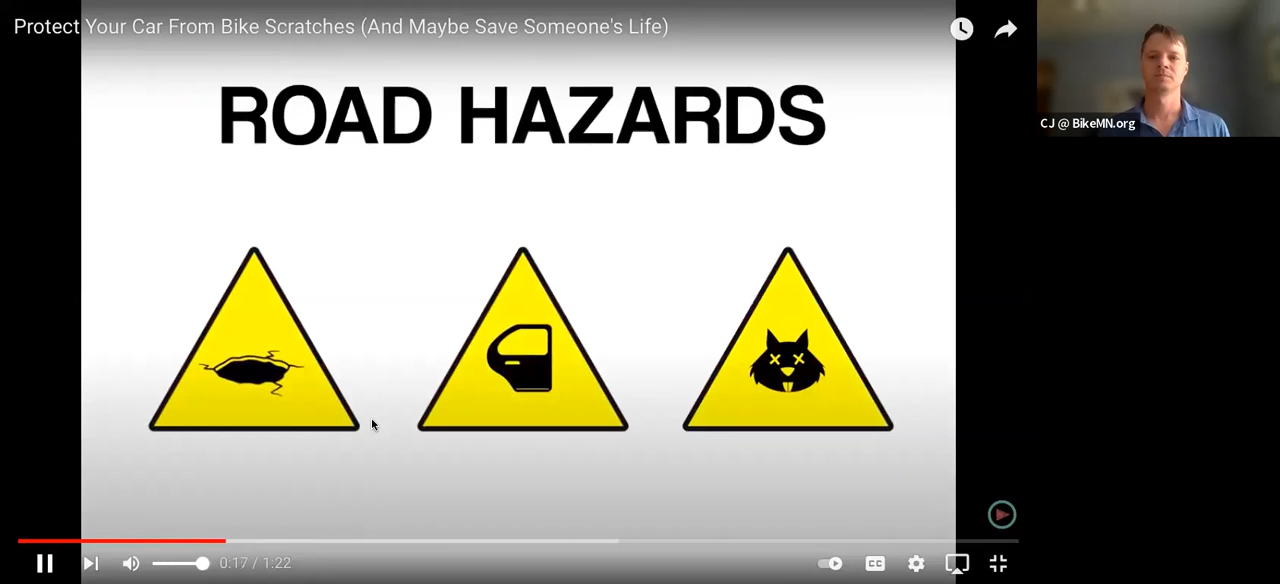 Protect Your Car From Bike Scratches (And Maybe Save Someone's Life)
CJ @ BikeMN.org
ROAD HAZARDS
0:17 / 1:22
CC